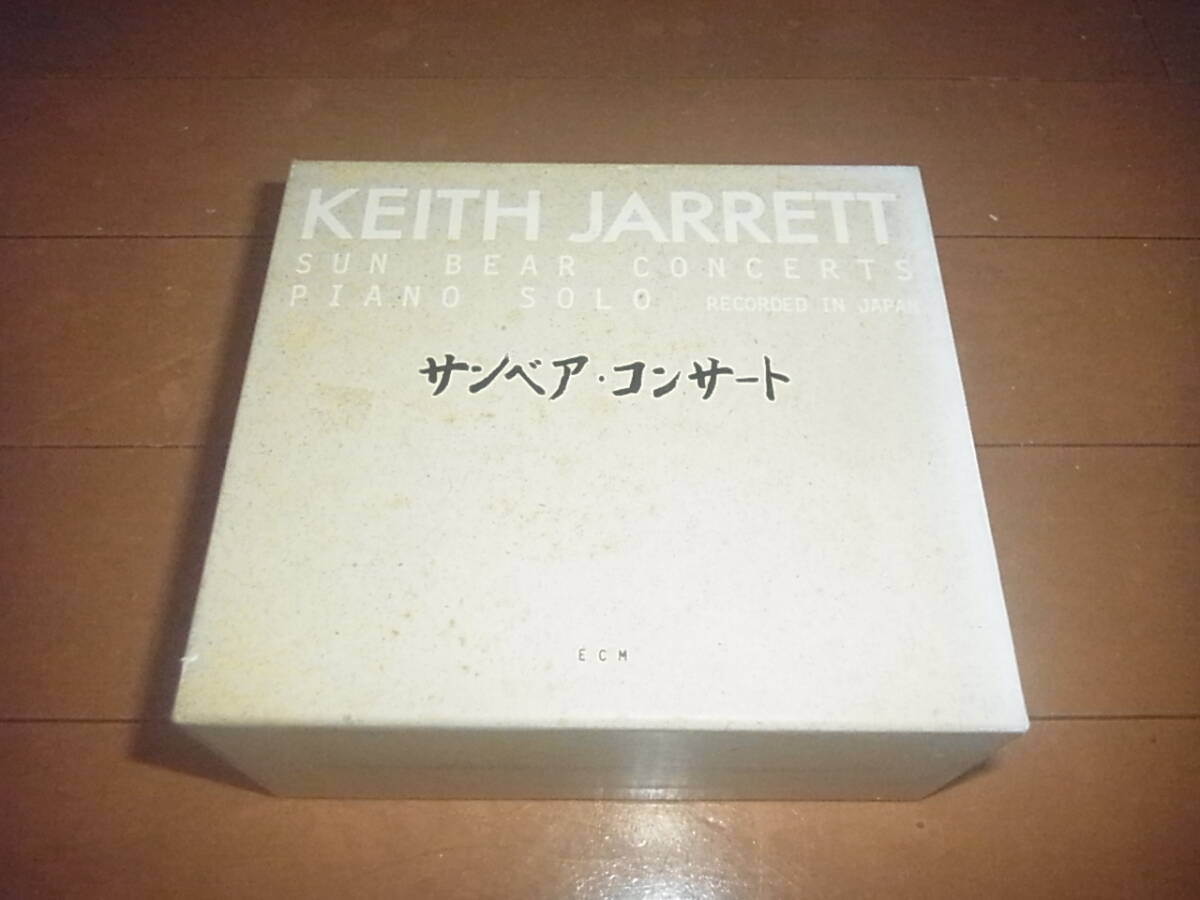 KEITH JARRETT
SUN BEAR CONCERTS
PIANO SOLO RECORDED IN JAPAN
サンベア・コンサート
ECM